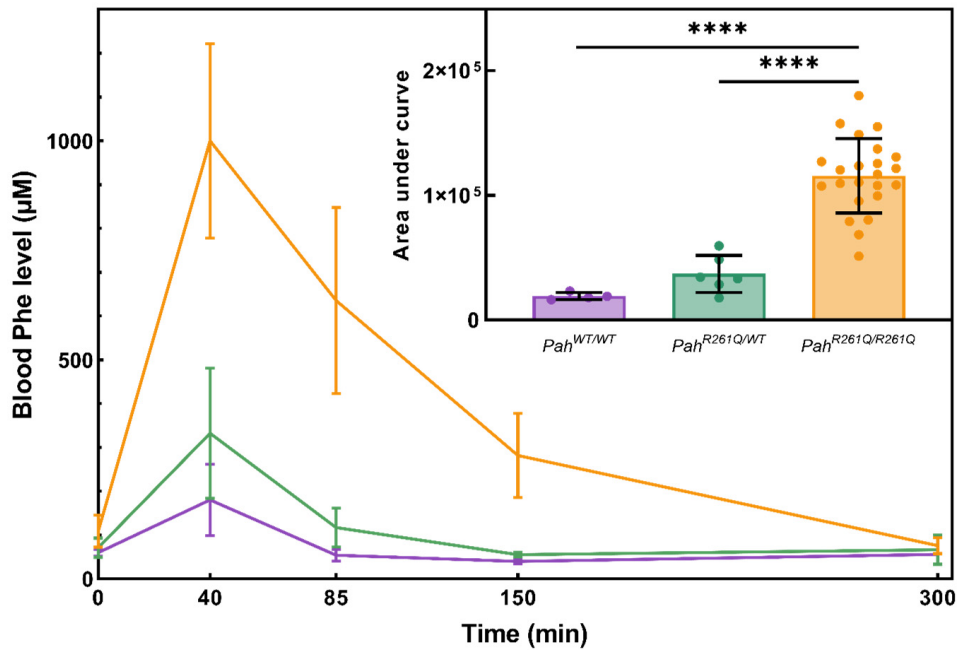 Blood Phe level (µM)
1000
500
0
0 40 85 150 300
Time (min)
Area under curve
2×10⁵
1×10⁵
0
****
****
Pah^WT/WT Pah^R261Q/WT Pah^R261Q/R261Q